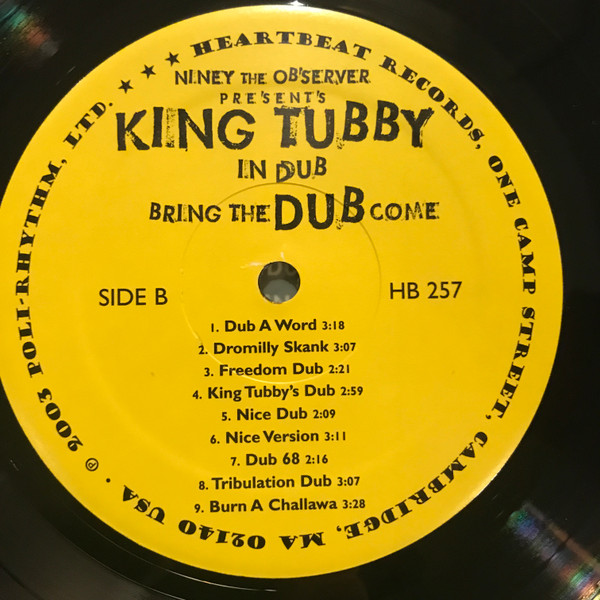 ★ ★ ★ HEARTBEAT RECORDS, ONE CAMP STREET, CAMBRIDGE, MA 02140 USA · ℗ 2003 POLI-RHYTHM, LTD.
NINEY THE OBSERVER
PRESENTS
KING TUBBY
IN DUB
BRING THE DUB COME
SIDE B
HB 257
1. Dub A Word 3:18
2. Dromilly Skank 3:07
3. Freedom Dub 2:21
4. King Tubby's Dub 2:59
5. Nice Dub 2:09
6. Nice Version 3:11
7. Dub 68 2:16
8. Tribulation Dub 3:07
9. Burn A Challawa 3:28